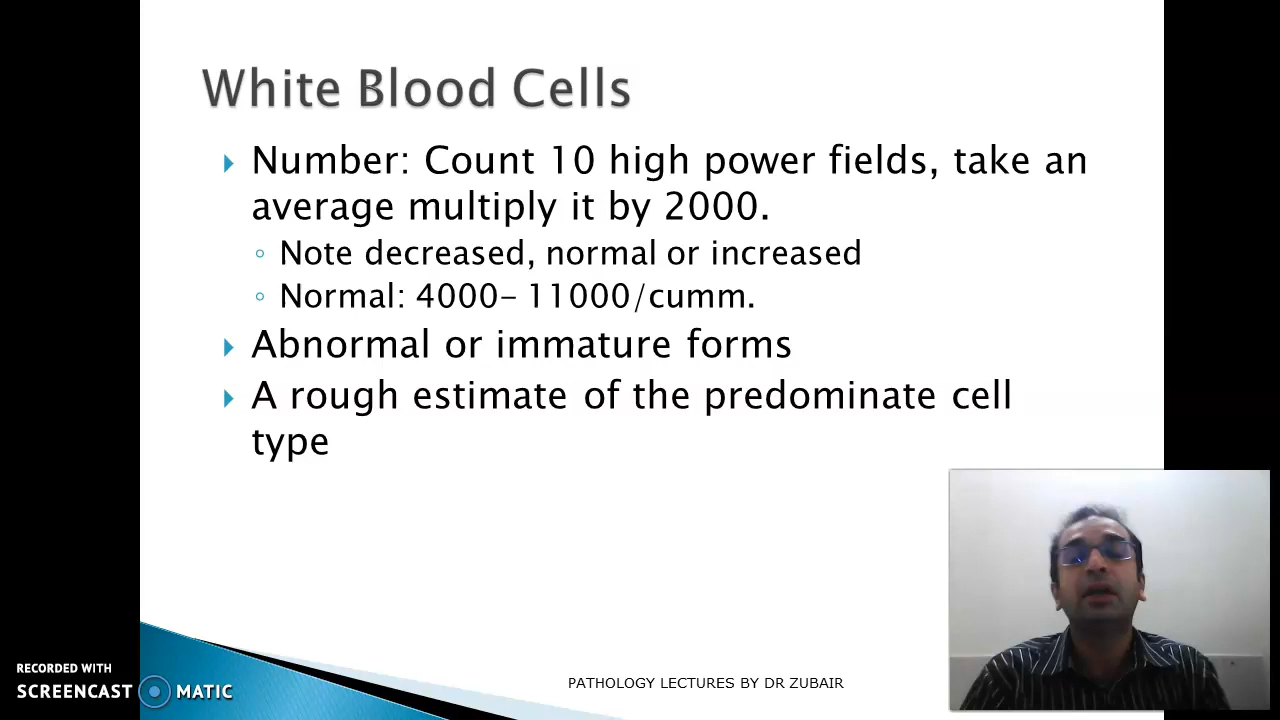 White Blood Cells
Number: Count 10 high power fields, take an
average multiply it by 2000.
Note decreased, normal or increased
Normal: 4000- 11000/cumm.
Abnormal or immature forms
A rough estimate of the predominate cell
type
PATHOLOGY LECTURES BY DR ZUBAIR
RECORDED WITH
SCREENCAST MATIC